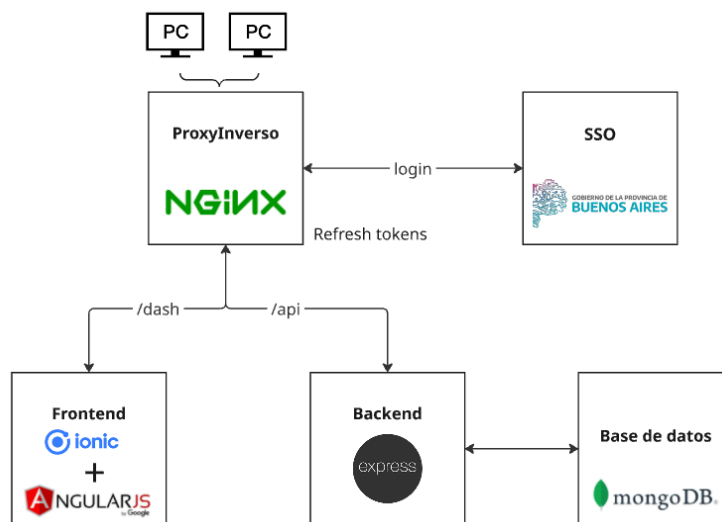 PC
PC
ProxyInverso
NGiNX
login
SSO
GOBIERNO DE LA PROVINCIA DE
BUENOS AIRES
Refresh tokens
/dash
/api
Frontend
ionic
+
ANGULARJS
by Google
Backend
express
Base de datos
mongoDB®